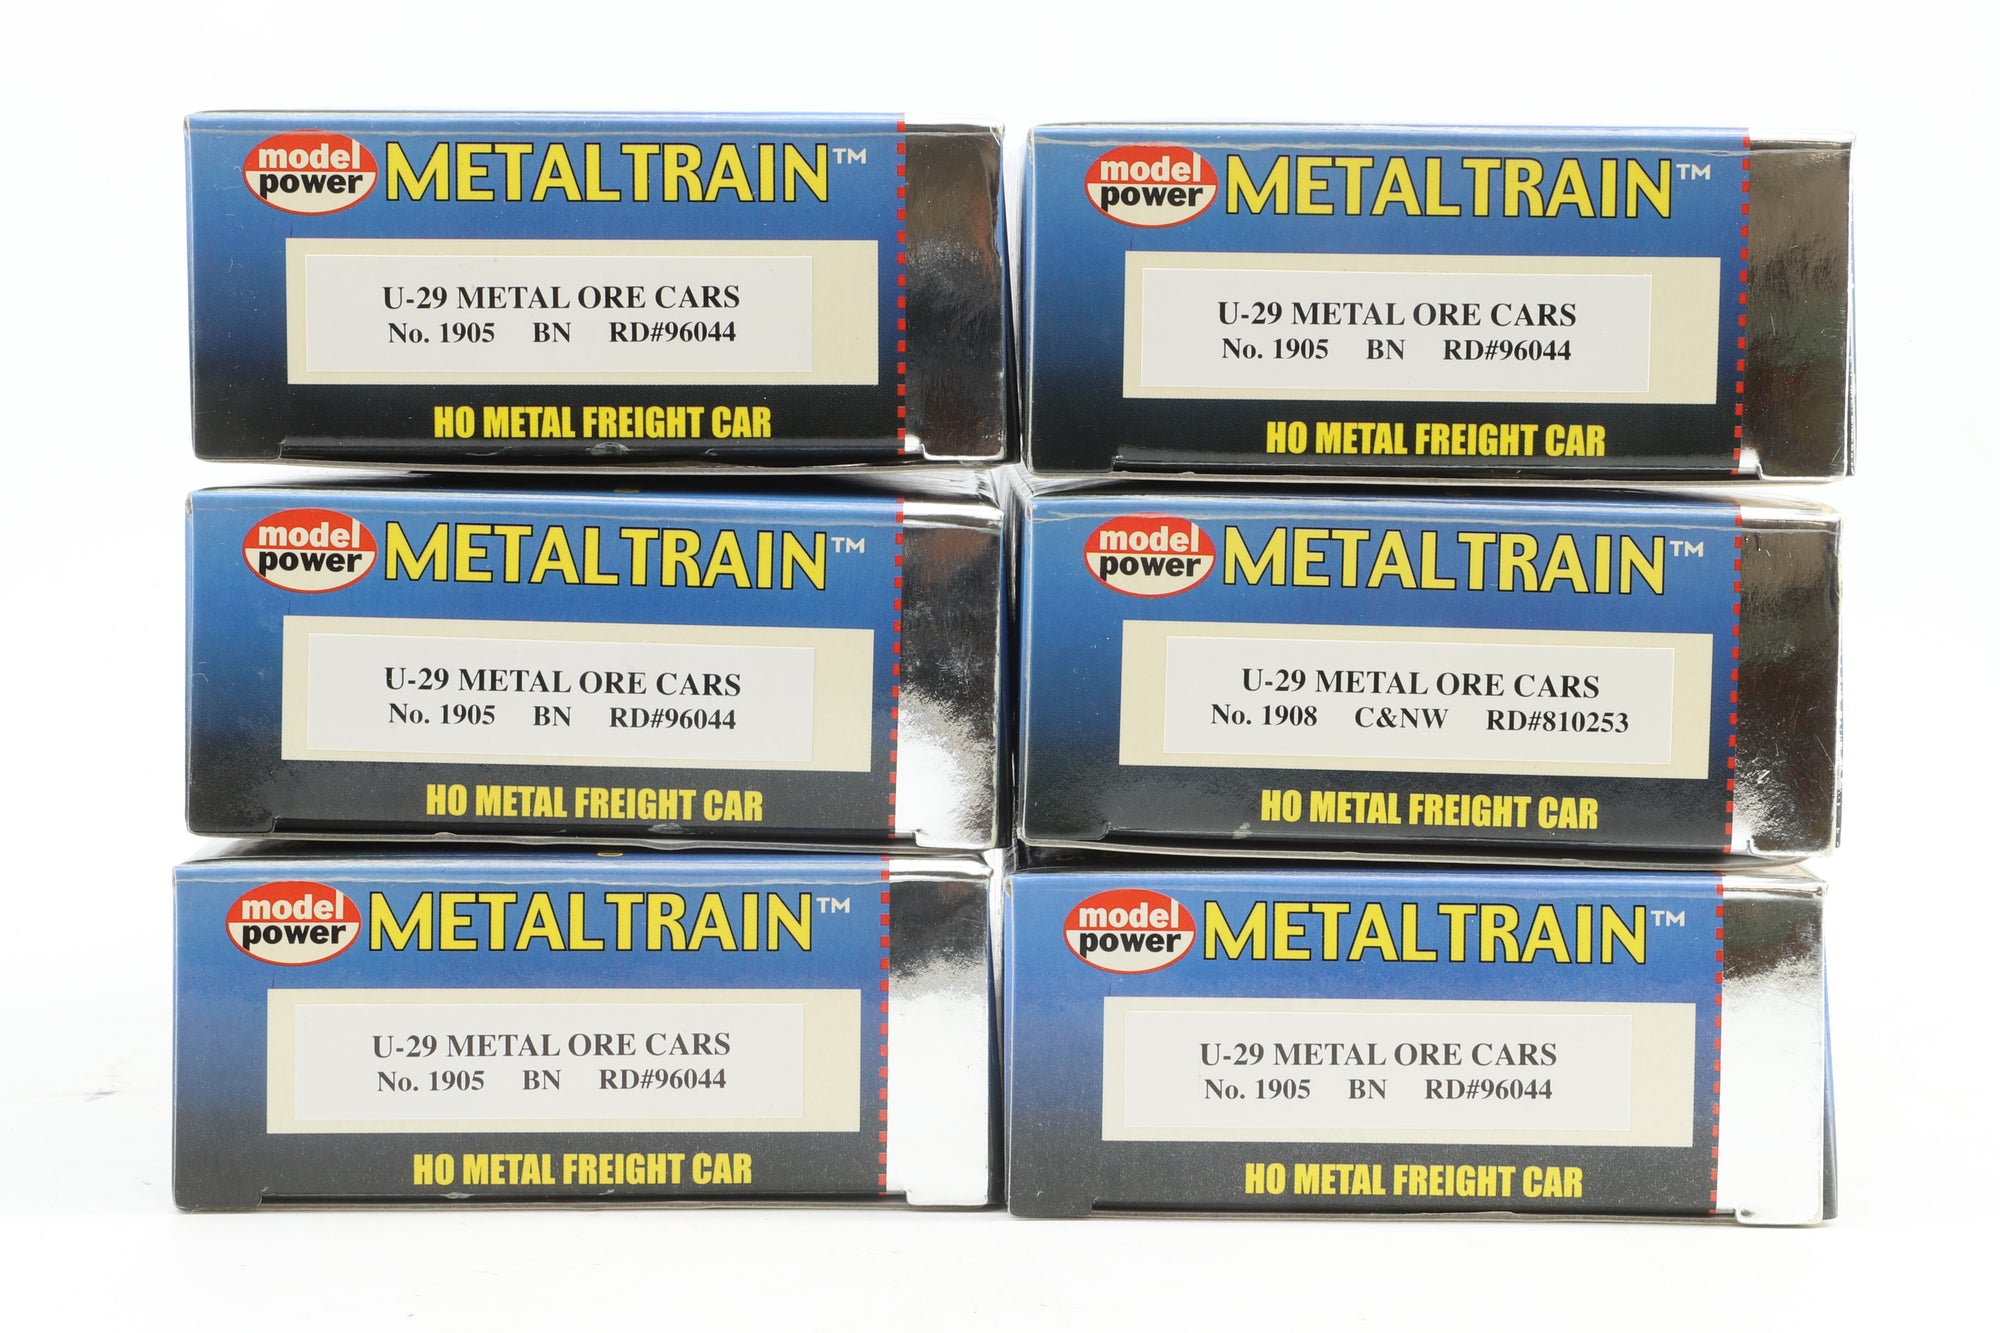 model
power
METALTRAIN™
U-29 METAL ORE CARS
No. 1905 BN RD#96044
HO METAL FREIGHT CAR
model
power
METALTRAIN™
U-29 METAL ORE CARS
No. 1905 BN RD#96044
HO METAL FREIGHT CAR
model
power
METALTRAIN™
U-29 METAL ORE CARS
No. 1905 BN RD#96044
HO METAL FREIGHT CAR
model
power
METALTRAIN™
U-29 METAL ORE CARS
No. 1908 C&NW RD#810253
HO METAL FREIGHT CAR
model
power
METALTRAIN™
U-29 METAL ORE CARS
No. 1905 BN RD#96044
HO METAL FREIGHT CAR
model
power
METALTRAIN™
U-29 METAL ORE CARS
No. 1905 BN RD#96044
HO METAL FREIGHT CAR